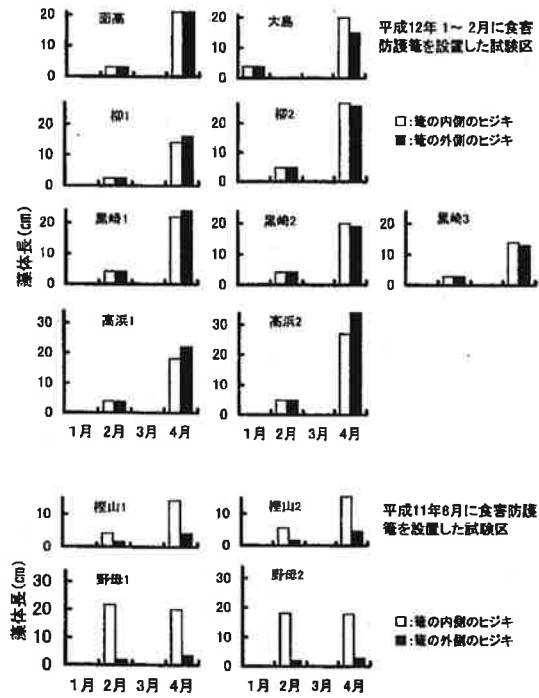 面高
大島
平成12年 1～ 2月に食害
防護篭を設置した試験区
20
10
0
20
10
0
柳1
柳2
□:篭の内側のヒジキ
■:篭の外側のヒジキ
20
10
0
20
10
0
黒崎1
黒崎2
黒崎3
20
10
0
20
10
0
20
10
0
藻体長(cm)
高浜1
高浜2
30
20
10
0
30
20
10
0
1月 2月 3月 4月
1月 2月 3月 4月
樫山1
樫山2
平成11年6月に食害防護
篭を設置した試験区
10
0
10
0
野母1
野母2
30
20
10
0
30
20
10
0
藻体長(cm)
□:篭の内側のヒジキ
■:篭の外側のヒジキ
1月 2月 3月 4月
1月 2月 3月 4月